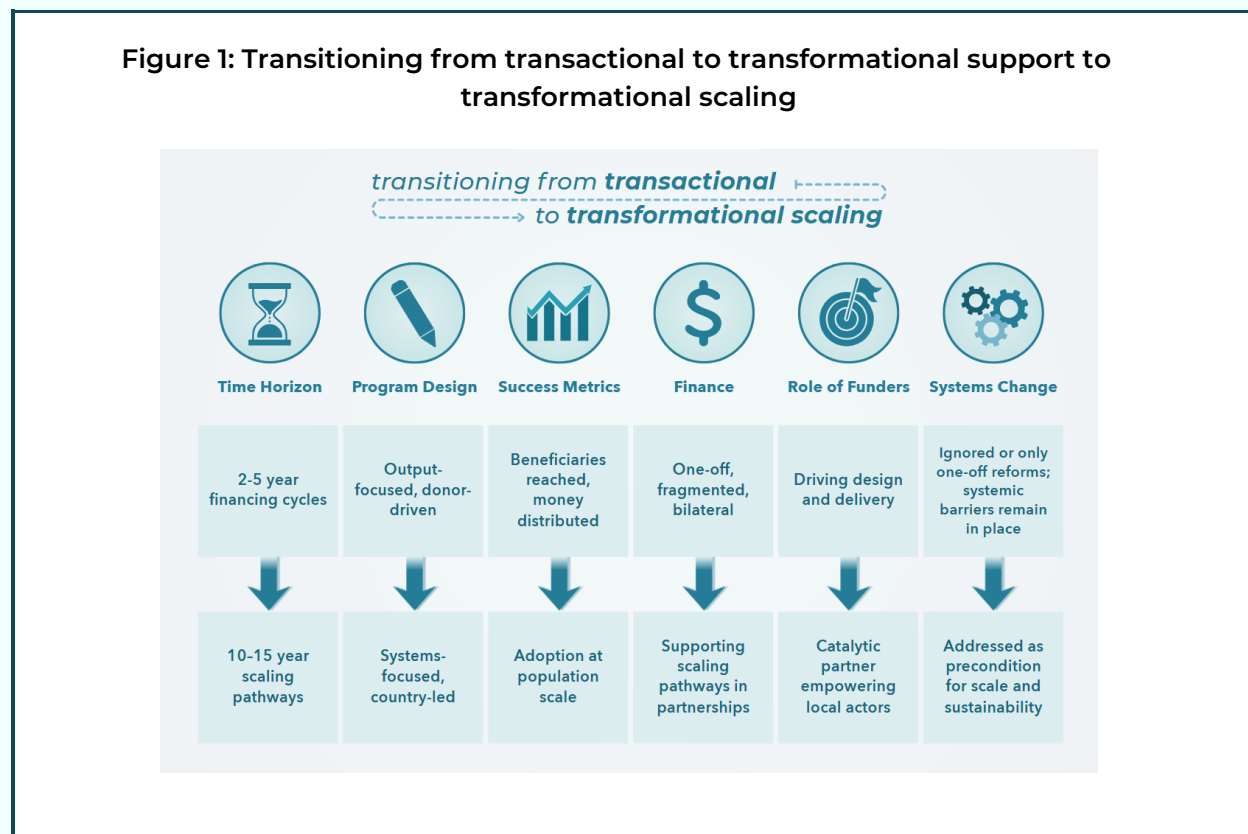 Figure 1: Transitioning from transactional to transformational support to
transformational scaling
transitioning from transactional
to transformational scaling
Time Horizon
Program Design
Success Metrics
Finance
Role of Funders
Systems Change
2-5 year
financing cycles
Output-
focused, donor-
driven
Beneficiaries
reached,
money
distributed
One-off,
fragmented,
bilateral
Driving design
and delivery
Ignored or only
one-off reforms;
systemic
barriers remain
in place
10–15 year
scaling
pathways
Systems-
focused,
country-led
Adoption at
population
scale
Supporting
scaling
pathways in
partnerships
Catalytic
partner
empowering
local actors
Addressed as
precondition
for scale and
sustainability